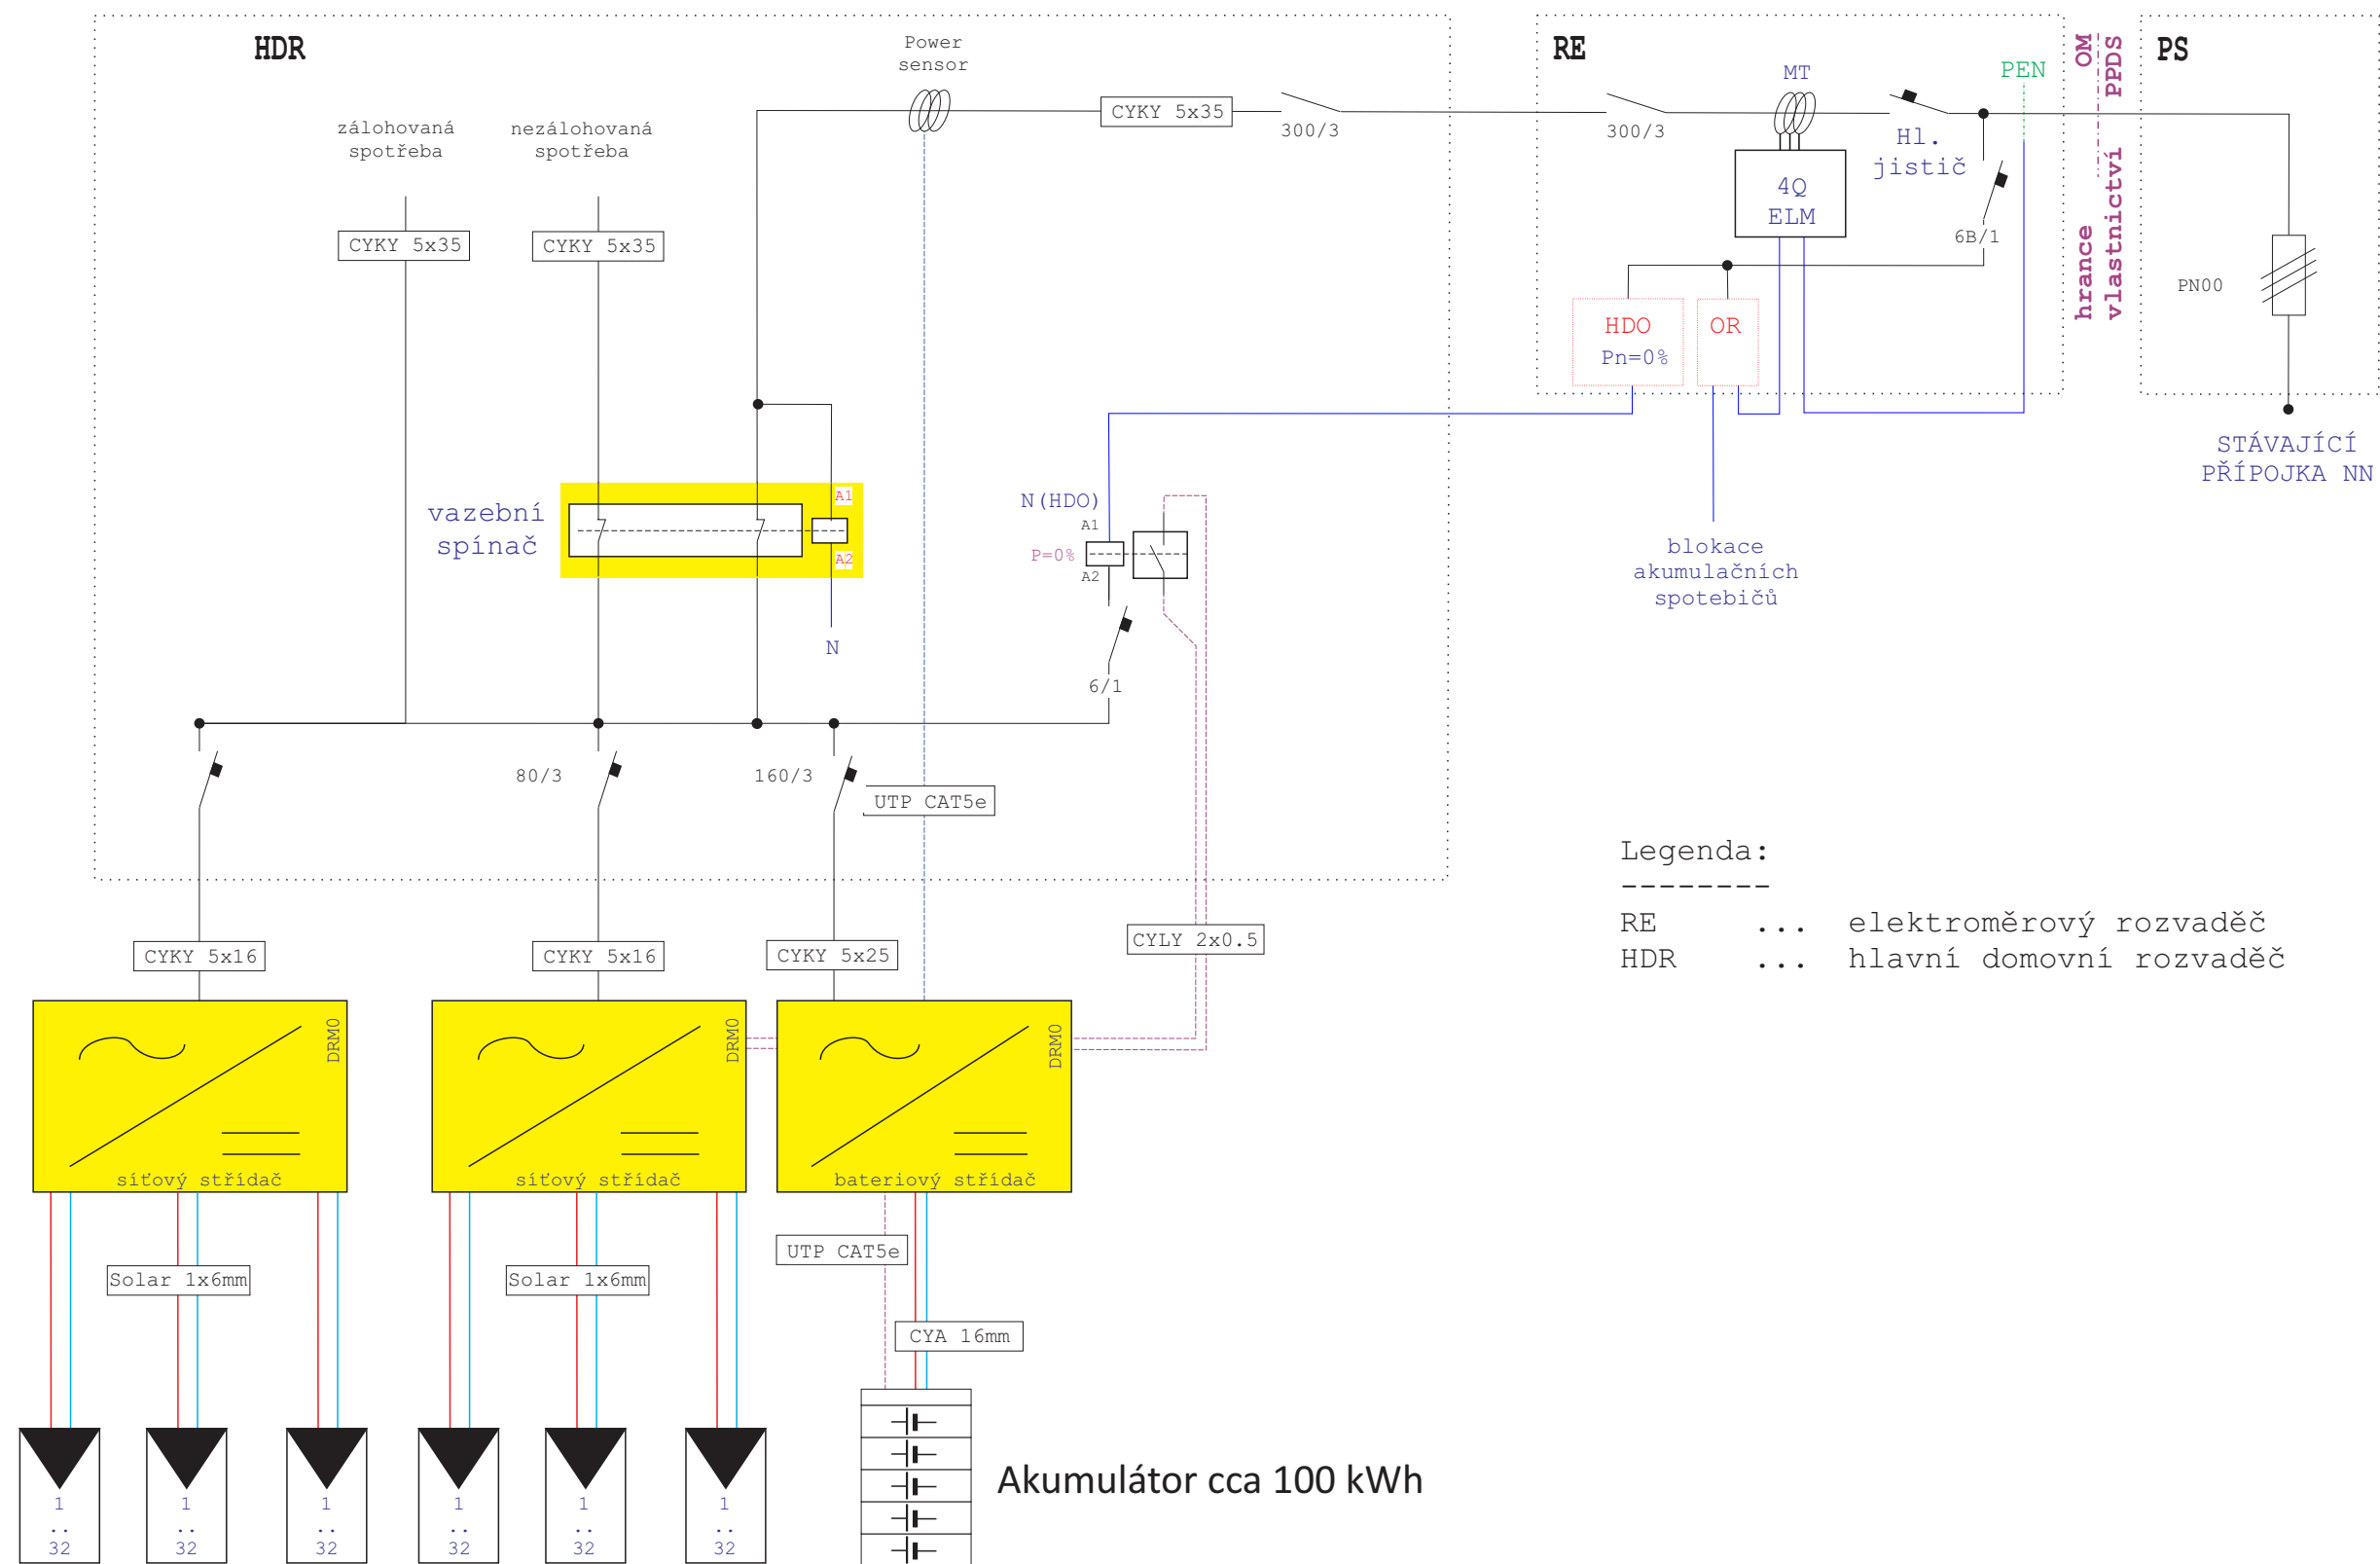 HDR
Power
sensor
RE
MT
PEN
OM
PPDS
PS
zálohovaná
spotřeba
nezálohovaná
spotřeba
CYKY 5x35
300/3
300/3
Hl.
jistič
4Q
ELM
6B/1
hrance
vlastnictví
PN00
CYKY 5x35
CYKY 5x35
HDO
Pn=0%
OR
STÁVAJÍCÍ
PŘÍPOJKA NN
vazební
spínač
A1
A2
N
N(HDO)
A1
P=0%
A2
6/1
blokace
akumulačních
spotebičů
80/3
160/3
UTP CAT5e
Legenda:
--------
RE ... elektroměrový rozvaděč
HDR ... hlavní domovní rozvaděč
CYKY 5x16
CYKY 5x16
CYKY 5x25
CYLY 2x0.5
DRM0
DRM0
DRM0
síťový střídač
síťový střídač
bateriový střídač
UTP CAT5e
Solar 1x6mm
Solar 1x6mm
CYA 16mm
Akumulátor cca 100 kWh
1
..
32
1
..
32
1
..
32
1
..
32
1
..
32
1
..
32